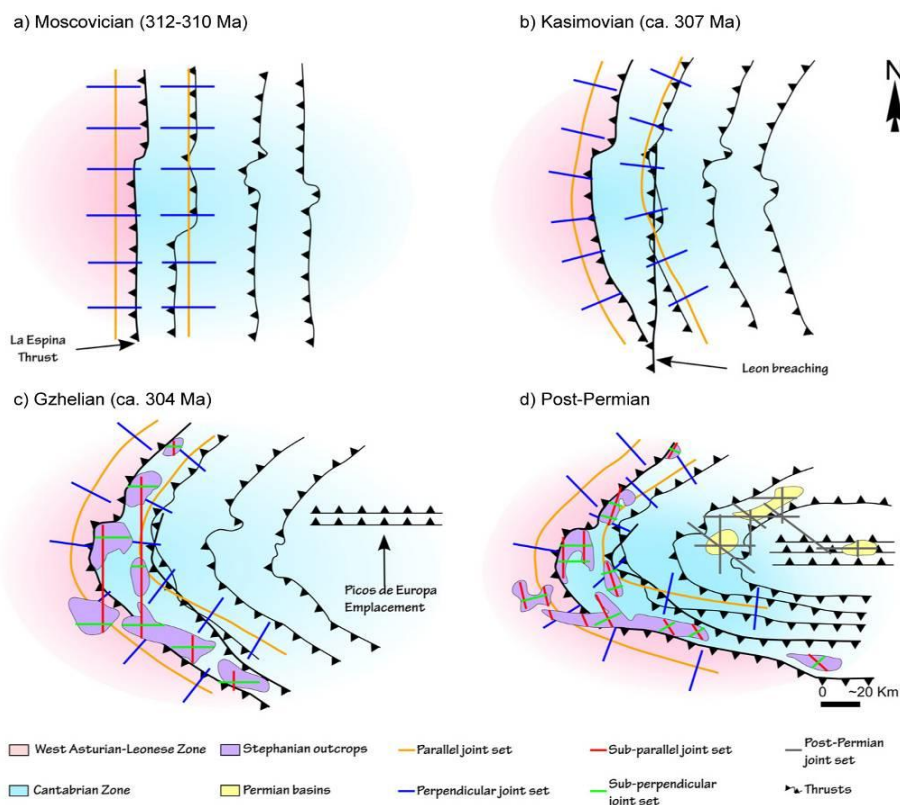 a) Moscovician (312-310 Ma)
b) Kasimovian (ca. 307 Ma)
N
La Espina
Thrust
Leon breaching
c) Gzhelian (ca. 304 Ma)
d) Post-Permian
Picos de Europa
Emplacement
0 ~20 Km
West Asturian-Leonese Zone
Stephanian outcrops
Parallel joint set
Sub-parallel joint set
Post-Permian
joint set
Cantabrian Zone
Permian basins
Perpendicular joint set
Sub-perpendicular
joint set
Thrusts